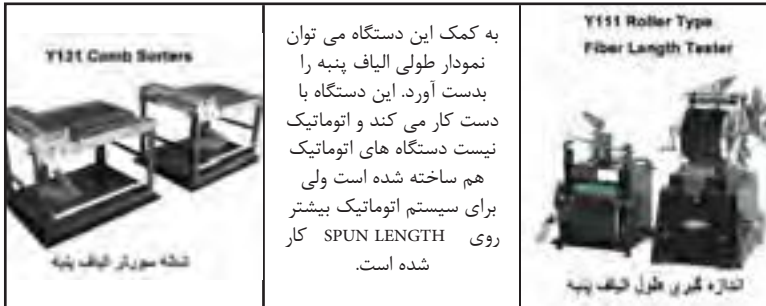 Y111 Roller Type
Fiber Length Tester
اندازه گیری طول الیاف پنبه
به کمک این دستگاه می توان
نمودار طولی الیاف پنبه را
بدست آورد. این دستگاه با
دست کار می کند و اتوماتیک
نیست دستگاه های اتوماتیک
هم ساخته شده است ولی
برای سیستم اتوماتیک بیشتر
روی SPUN LENGTH کار
شده است.
Y121 Comb Sorters
شانه سورتر الیاف پنبه